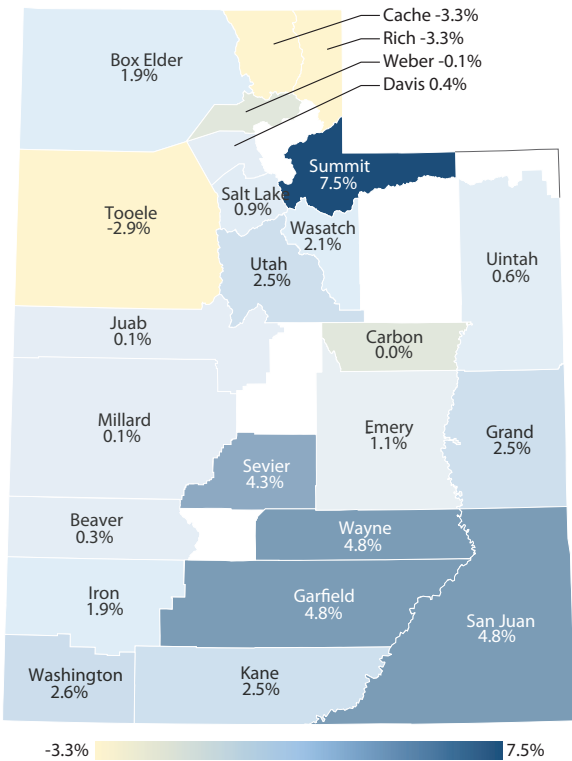 Cache -3.3%
Rich -3.3%
Weber -0.1%
Davis 0.4%
Box Elder
1.9%
Summit
7.5%
Salt Lake
0.9%
Tooele
-2.9%
Wasatch
2.1%
Utah
2.5%
Uintah
0.6%
Juab
0.1%
Carbon
0.0%
Millard
0.1%
Emery
1.1%
Grand
2.5%
Sevier
4.3%
Beaver
0.3%
Wayne
4.8%
Iron
1.9%
Garfield
4.8%
San Juan
4.8%
Washington
2.6%
Kane
2.5%
-3.3%
7.5%